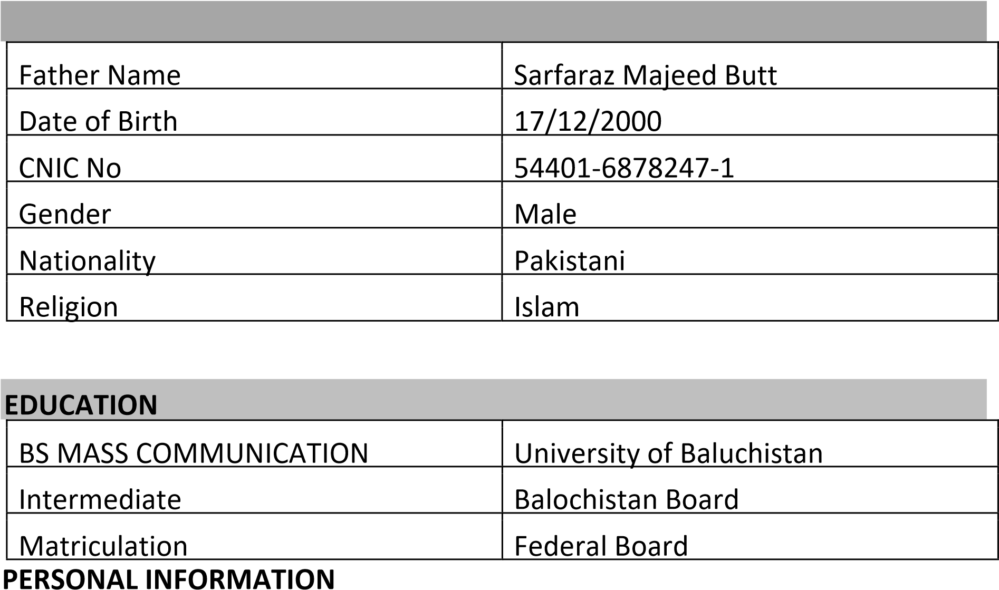 Father Name Sarfaraz Majeed Butt
Date of Birth 17/12/2000
CNIC No 54401-6878247-1
Gender Male
Nationality Pakistani
Religion Islam
EDUCATION
BS MASS COMMUNICATION University of Baluchistan
Intermediate Balochistan Board
Matriculation Federal Board
PERSONAL INFORMATION